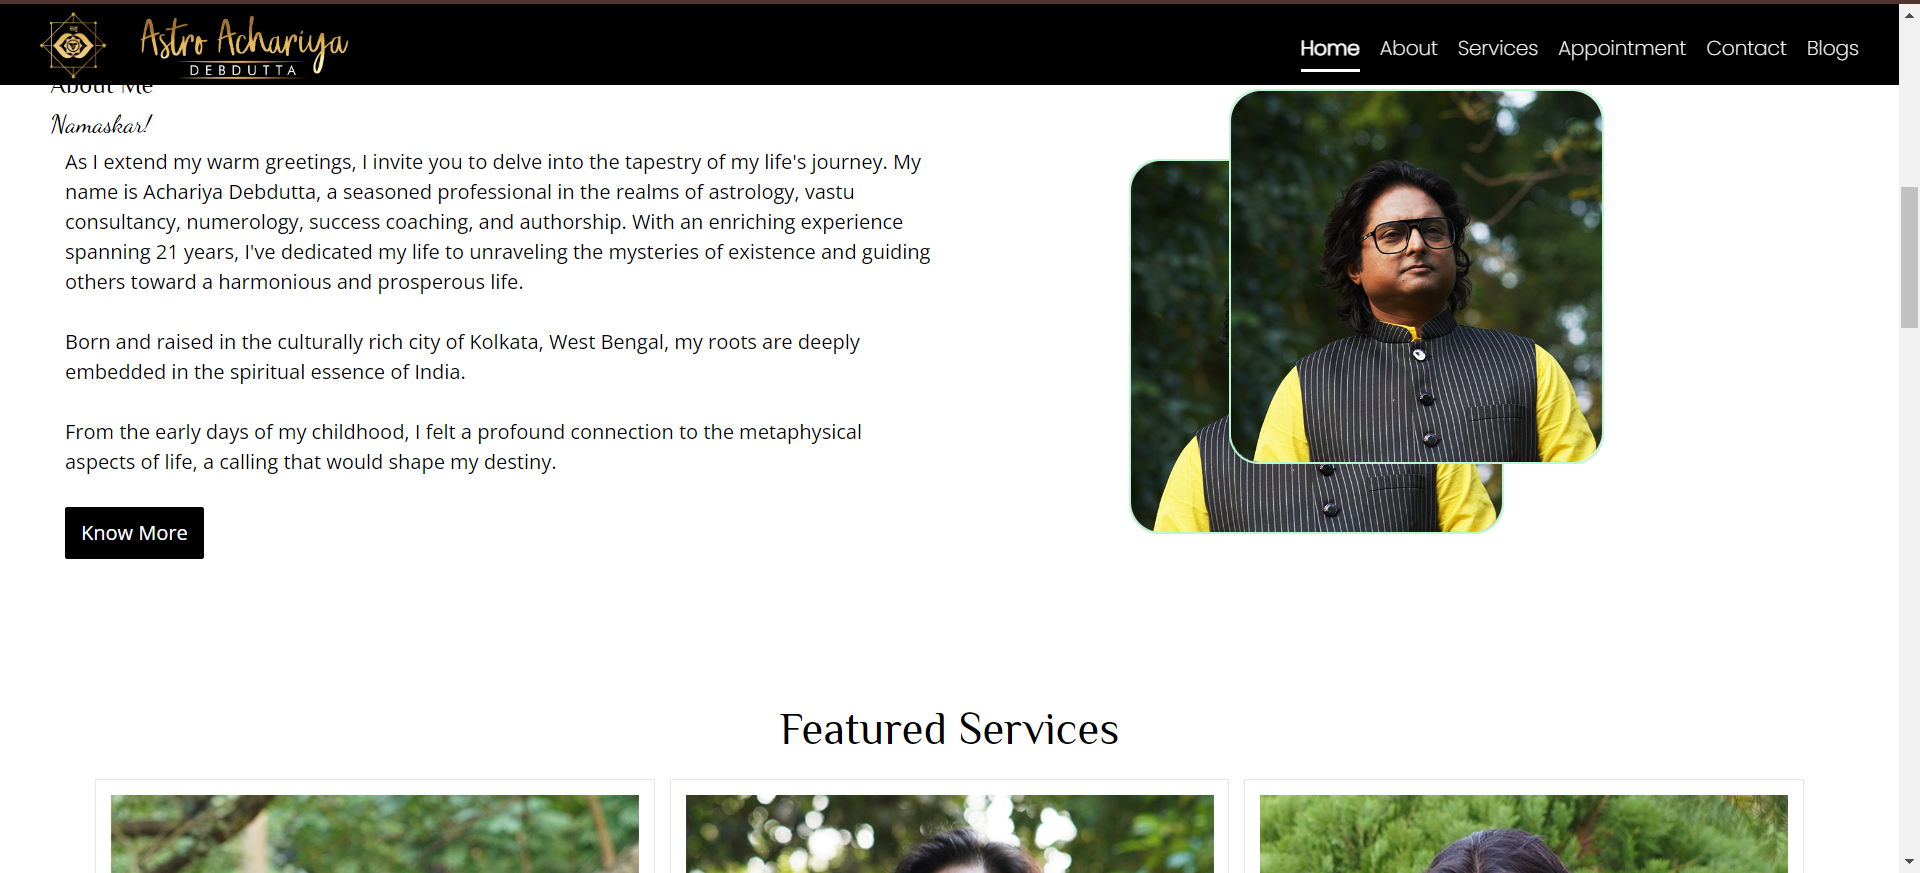 Astro Achariya
DEBDUTTA
Home About Services Appointment Contact Blogs
About Me
Namaskar!
As I extend my warm greetings, I invite you to delve into the tapestry of my life's journey. My
name is Achariya Debdutta, a seasoned professional in the realms of astrology, vastu
consultancy, numerology, success coaching, and authorship. With an enriching experience
spanning 21 years, I've dedicated my life to unraveling the mysteries of existence and guiding
others toward a harmonious and prosperous life.
Born and raised in the culturally rich city of Kolkata, West Bengal, my roots are deeply
embedded in the spiritual essence of India.
From the early days of my childhood, I felt a profound connection to the metaphysical
aspects of life, a calling that would shape my destiny.
Know More
Featured Services